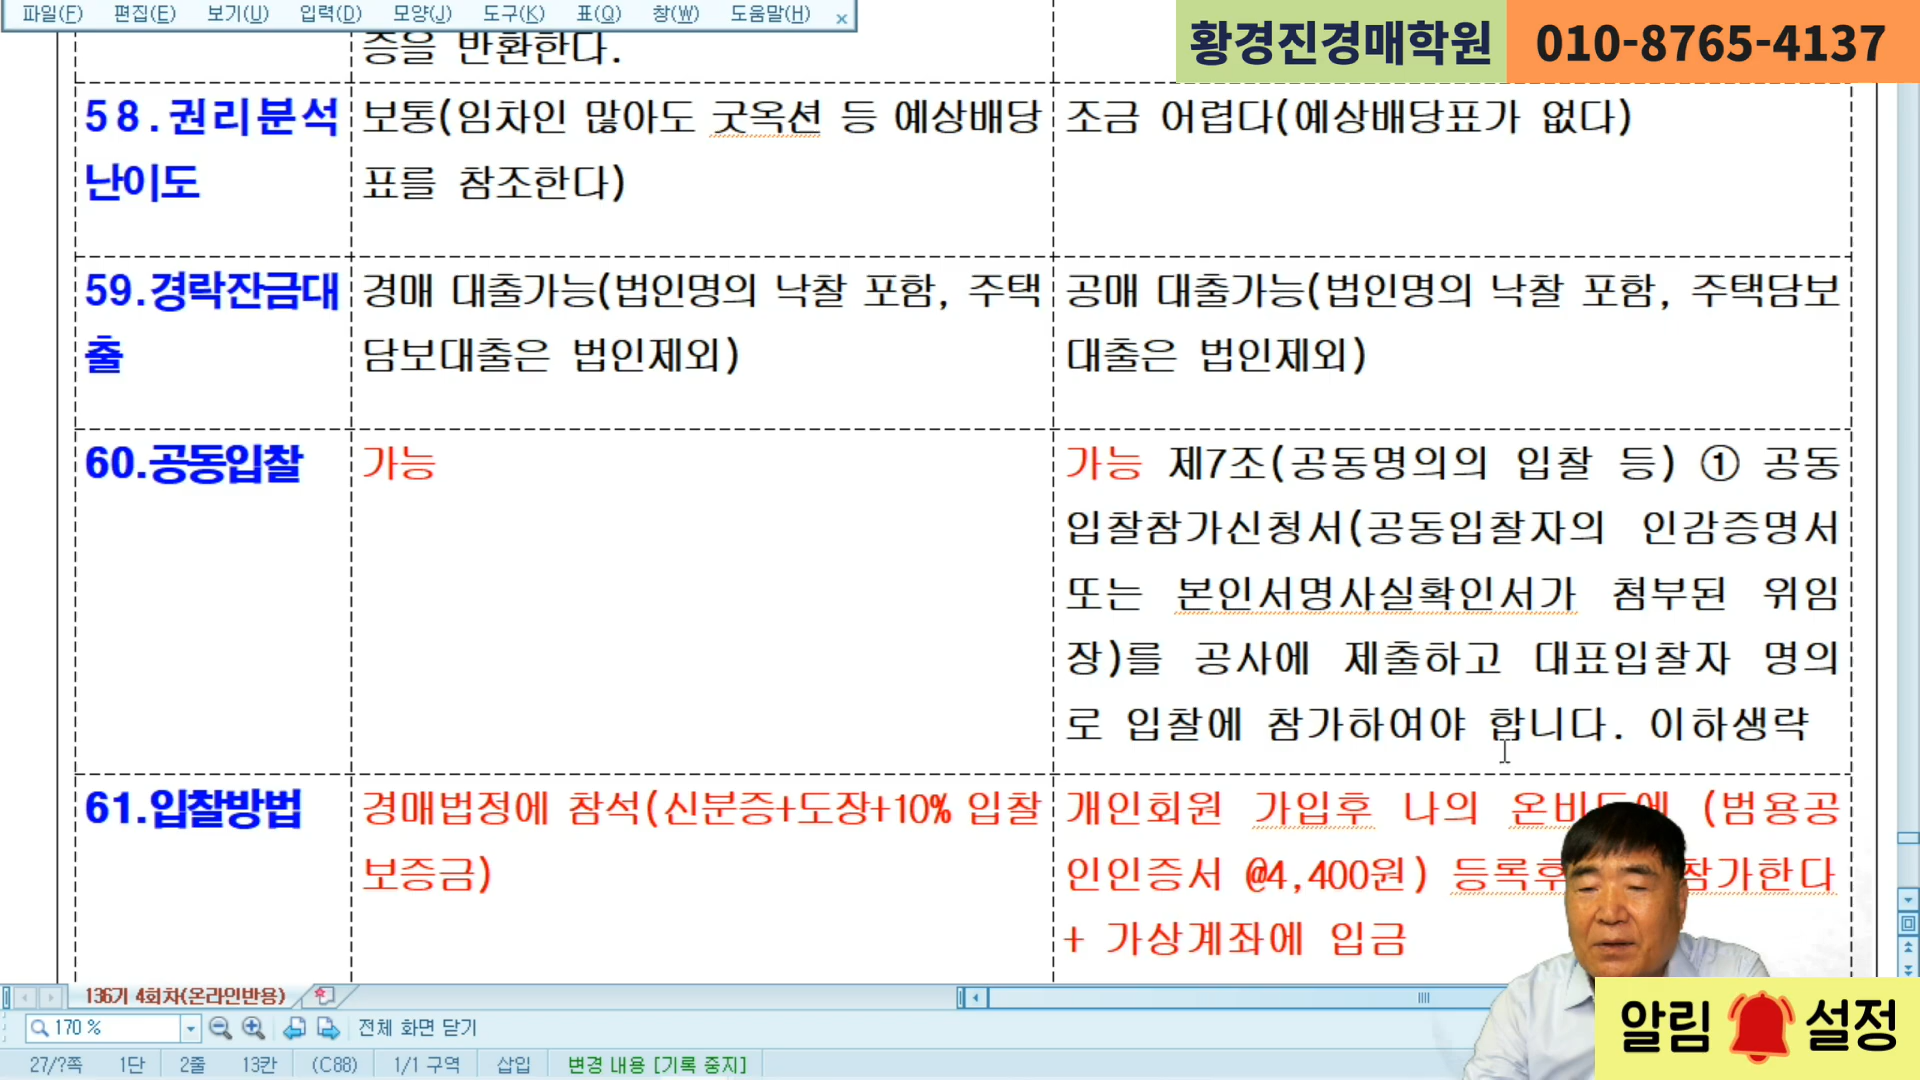 파일(F) 편집(E) 보기(U) 입력(D) 모양(J) 도구(K) 표(Q) 창(W) 도움말(H)
황경진경매학원 010-8765-4137
증을 반환한다.
58.권리분석
난이도
보통(임차인 많아도 굿옥션 등 예상배당
표를 참조한다)
조금 어렵다(예상배당표가 없다)
59.경락잔금대
출
경매 대출가능(법인명의 낙찰 포함, 주택
담보대출은 법인제외)
공매 대출가능(법인명의 낙찰 포함, 주택담보
대출은 법인제외)
60.공동입찰
가능
가능 제7조(공동명의의 입찰 등) ① 공동
입찰참가신청서(공동입찰자의 인감증명서
또는 본인서명사실확인서가 첨부된 위임
장)를 공사에 제출하고 대표입찰자 명의
로 입찰에 참가하여야 합니다. 이하생략
61.입찰방법
경매법정에 참석(신분증+도장+10% 입찰
보증금)
개인회원 가입후 나의 (범용공
인인증서 @4,400원) 등록후 참가한다
+ 가상계좌에 입금
136기 4회차(온라인반용)
170 % 전체 화면 닫기
27/?쪽 1단 2줄 13칸 (C88) 1/1 구역 삽입 변경 내용 [기록 중지]
알림 설정